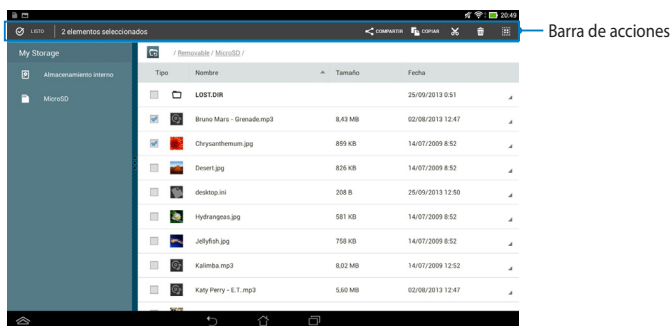 20:49
LISTO 2 elementos seleccionados COMPARTIR COPIAR
Barra de acciones
My Storage
/ Removable / MicroSD /
Almacenamiento interno
MicroSD
Tipo Nombre Tamaño Fecha
LOST.DIR 25/09/2013 0:51
Bruno Mars - Grenade.mp3 8,43 MB 02/08/2013 12:47
Chrysanthemum.jpg 859 KB 14/07/2009 8:52
Desert.jpg 826 KB 14/07/2009 8:52
desktop.ini 208 B 25/09/2013 12:50
Hydrangeas.jpg 581 KB 14/07/2009 8:52
Jellyfish.jpg 758 KB 14/07/2009 8:52
Kalimba.mp3 8,02 MB 14/07/2009 12:52
Katy Perry - E.T..mp3 5,60 MB 02/08/2013 12:47